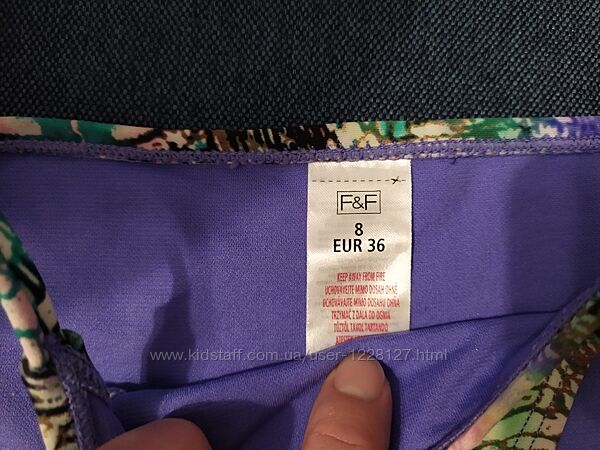 F&F
8
EUR 36
KEEP AWAY FROM FIRE
UCHOVÁVEJTE MIMO DOSAH OHNĚ
UCHOVÁVAJTE MIMO DOSAHU OHŇA
TRZYMAĆ Z DALA OD OGNIA
TŰZTŐL TÁVOL TARTANDÓ
www.kidstaff.com.ua/user-1228127.html